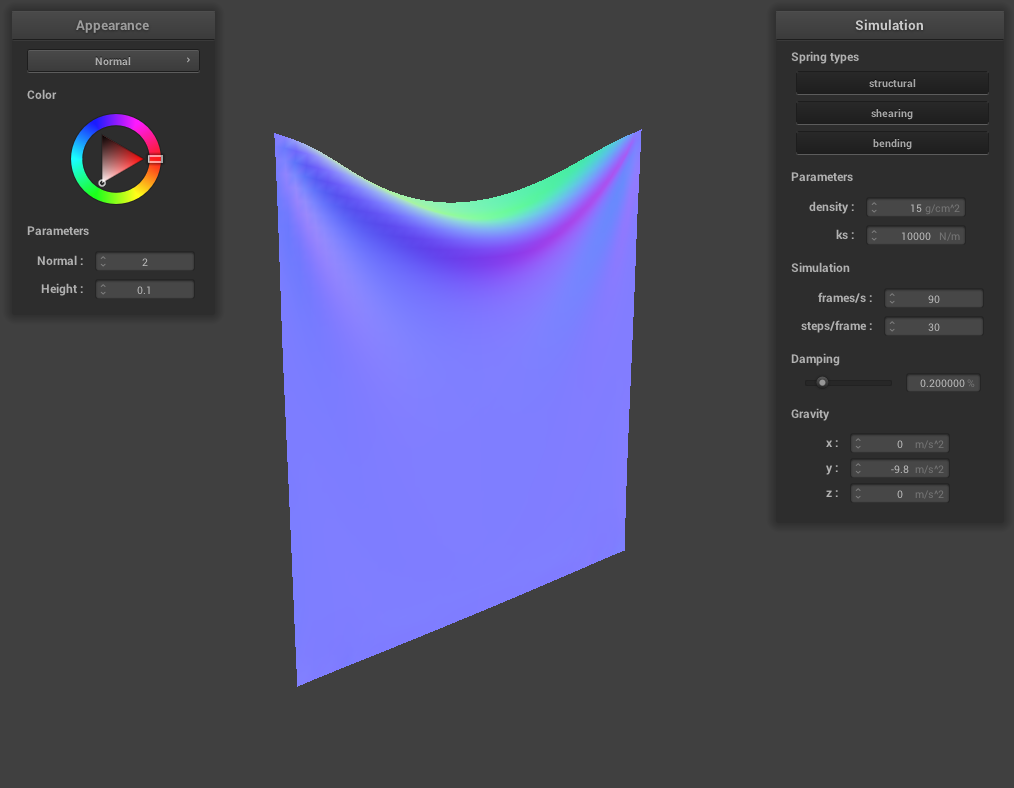 Appearance
Normal
Color
Parameters
Normal : 2
Height : 0.1
Simulation
Spring types
structural
shearing
bending
Parameters
density : 15 g/cm^2
ks : 10000 N/m
Simulation
frames/s : 90
steps/frame : 30
Damping
0.200000 %
Gravity
x : 0 m/s^2
y : -9.8 m/s^2
z : 0 m/s^2